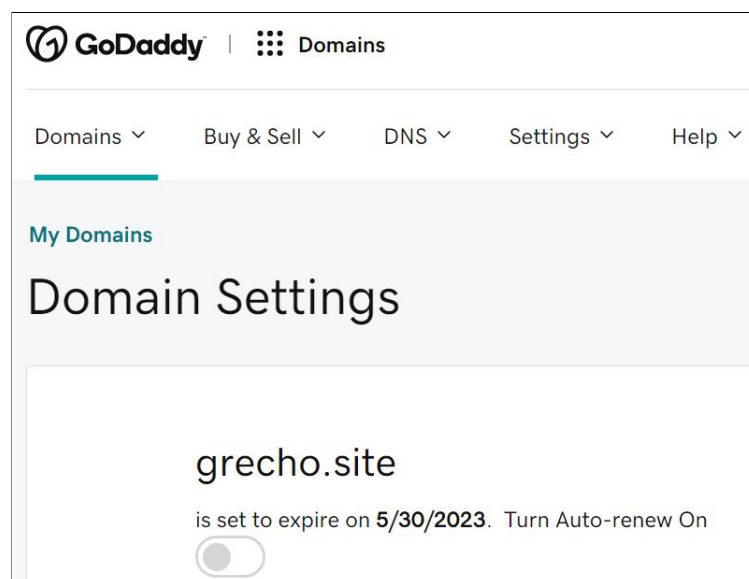 GoDaddy Domains
Domains Buy & Sell DNS Settings Help
My Domains
Domain Settings
grecho.site
is set to expire on 5/30/2023. Turn Auto-renew On